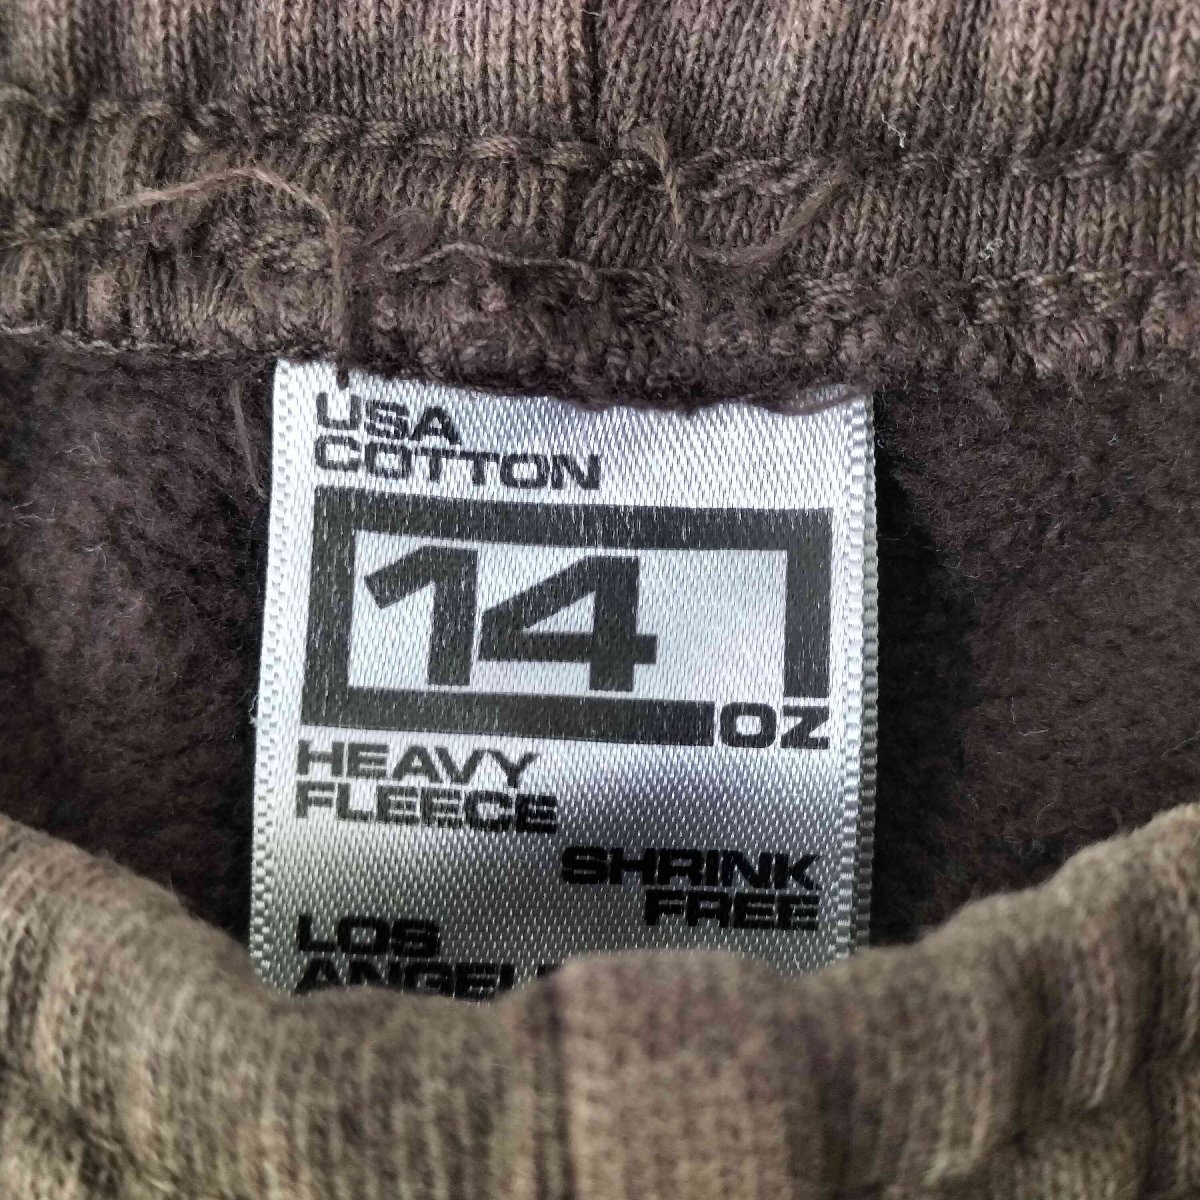 USA
COTTON
14
OZ
HEAVY
FLEECE
SHRINK
FREE
LOS